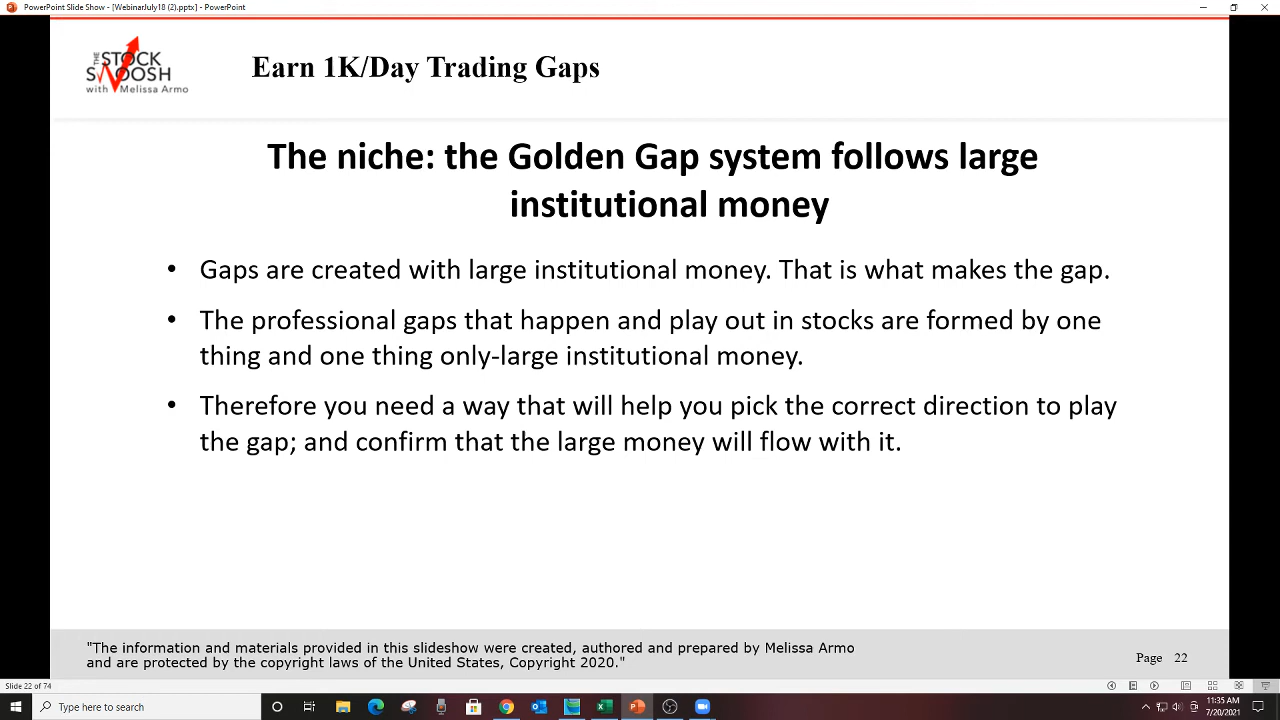 PowerPoint Slide Show - [WebinarJuly18 (2).pptx] - PowerPoint
THE
STOCK
SWOOSH
with Melissa Armo
Earn 1K/Day Trading Gaps
The niche: the Golden Gap system follows large
institutional money
• Gaps are created with large institutional money. That is what makes the gap.
• The professional gaps that happen and play out in stocks are formed by one
thing and one thing only-large institutional money.
• Therefore you need a way that will help you pick the correct direction to play
the gap; and confirm that the large money will flow with it.
"The information and materials provided in this slideshow were created, authored and prepared by Melissa Armo
and are protected by the copyright laws of the United States, Copyright 2020."
Page 22
Slide 22 of 74
Type here to search
11:35 AM
7/20/2021